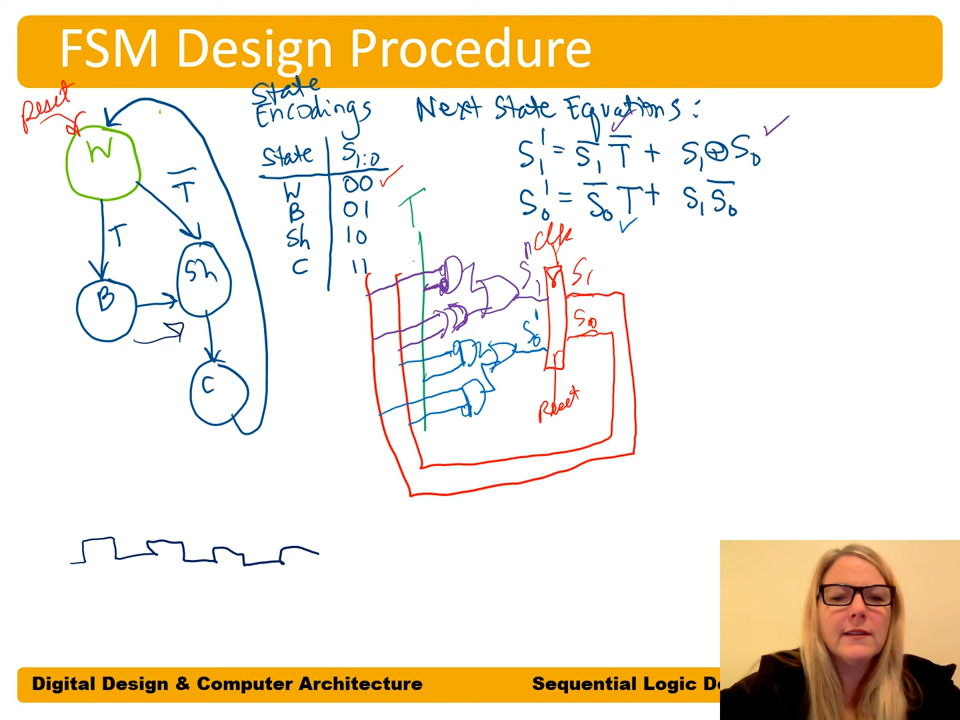 FSM Design Procedure
Reset
W
T
T̅
B
Sh
C
State
Encodings
State S₁:₀
W 00
B 01
Sh 10
C 11
Next State Equations:
S₁' = S̅₁ T̅ + S₁ ⊕ S₀
S₀' = S̅₀ T + S₁ S̅₀
T
S₁'
S₀'
Clk
S₁
S₀
Reset
Digital Design & Computer Architecture
Sequential Logic De